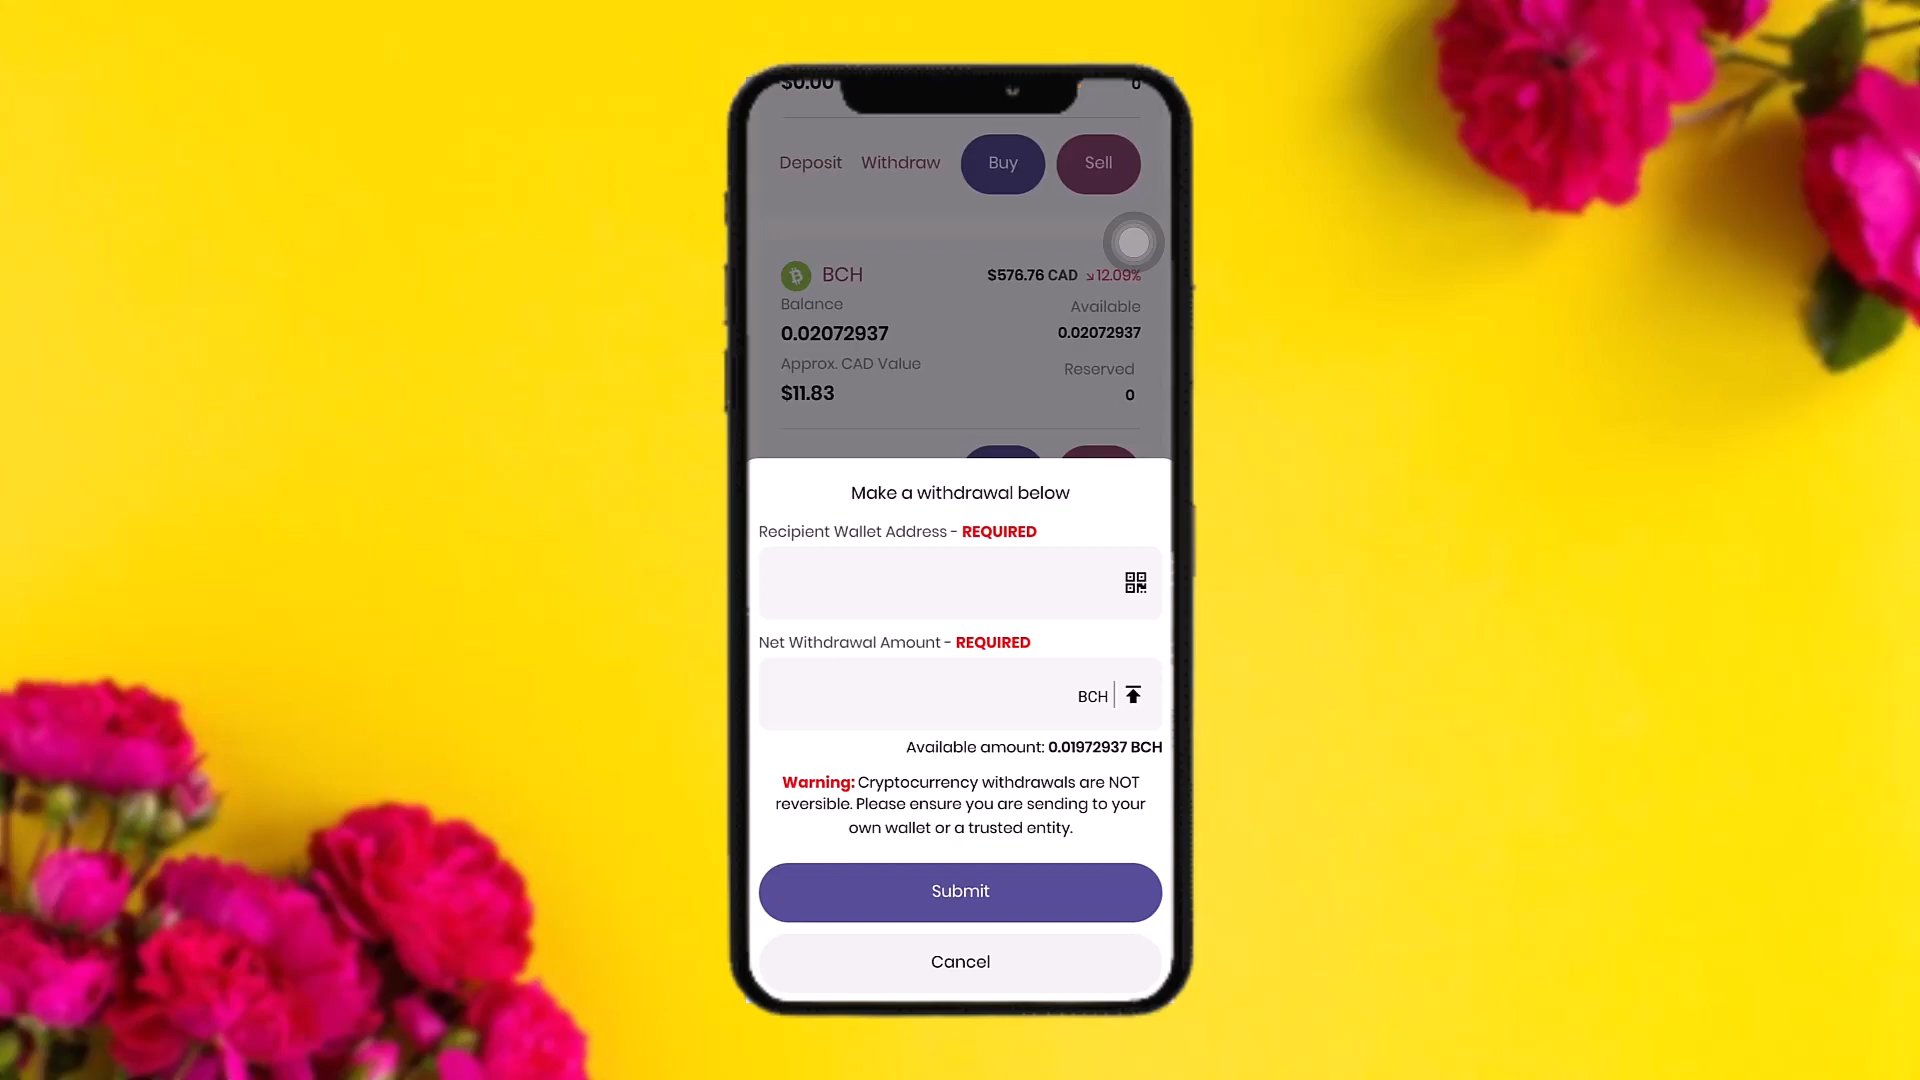 $0.00 0
Deposit Withdraw Buy Sell
BCH $576.76 CAD ↘12.09%
Balance Available
0.02072937 0.02072937
Approx. CAD Value Reserved
$11.83 0
Make a withdrawal below
Recipient Wallet Address - REQUIRED
Net Withdrawal Amount - REQUIRED
BCH
Available amount: 0.01972937 BCH
Warning: Cryptocurrency withdrawals are NOT
reversible. Please ensure you are sending to your
own wallet or a trusted entity.
Submit
Cancel